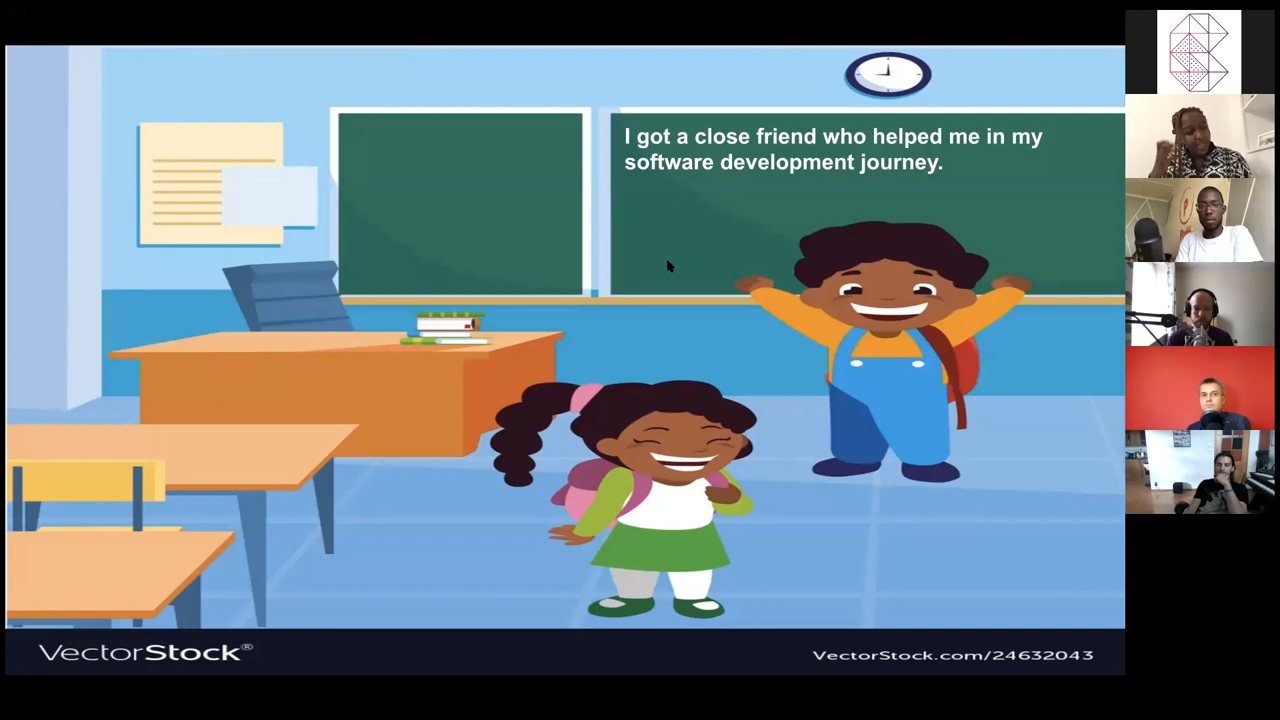 I got a close friend who helped me in my
software development journey.
VectorStock®
VectorStock.com/24632043